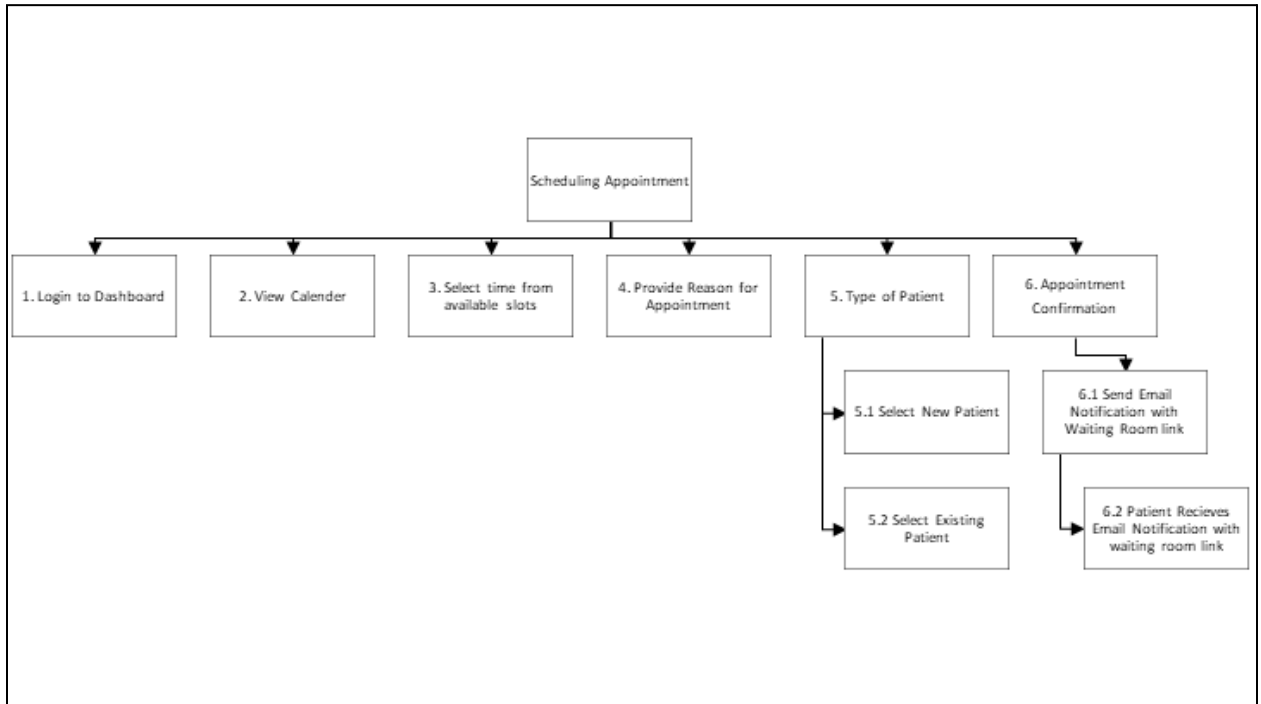 Scheduling Appointment
1. Login to Dashboard
2. View Calender
3. Select time from
available slots
4. Provide Reason for
Appointment
5. Type of Patient
6. Appointment
Confirmation
5.1 Select New Patient
6.1 Send Email
Notification with
Waiting Room link
5.2 Select Existing
Patient
6.2 Patient Recieves
Email Notification with
waiting room link